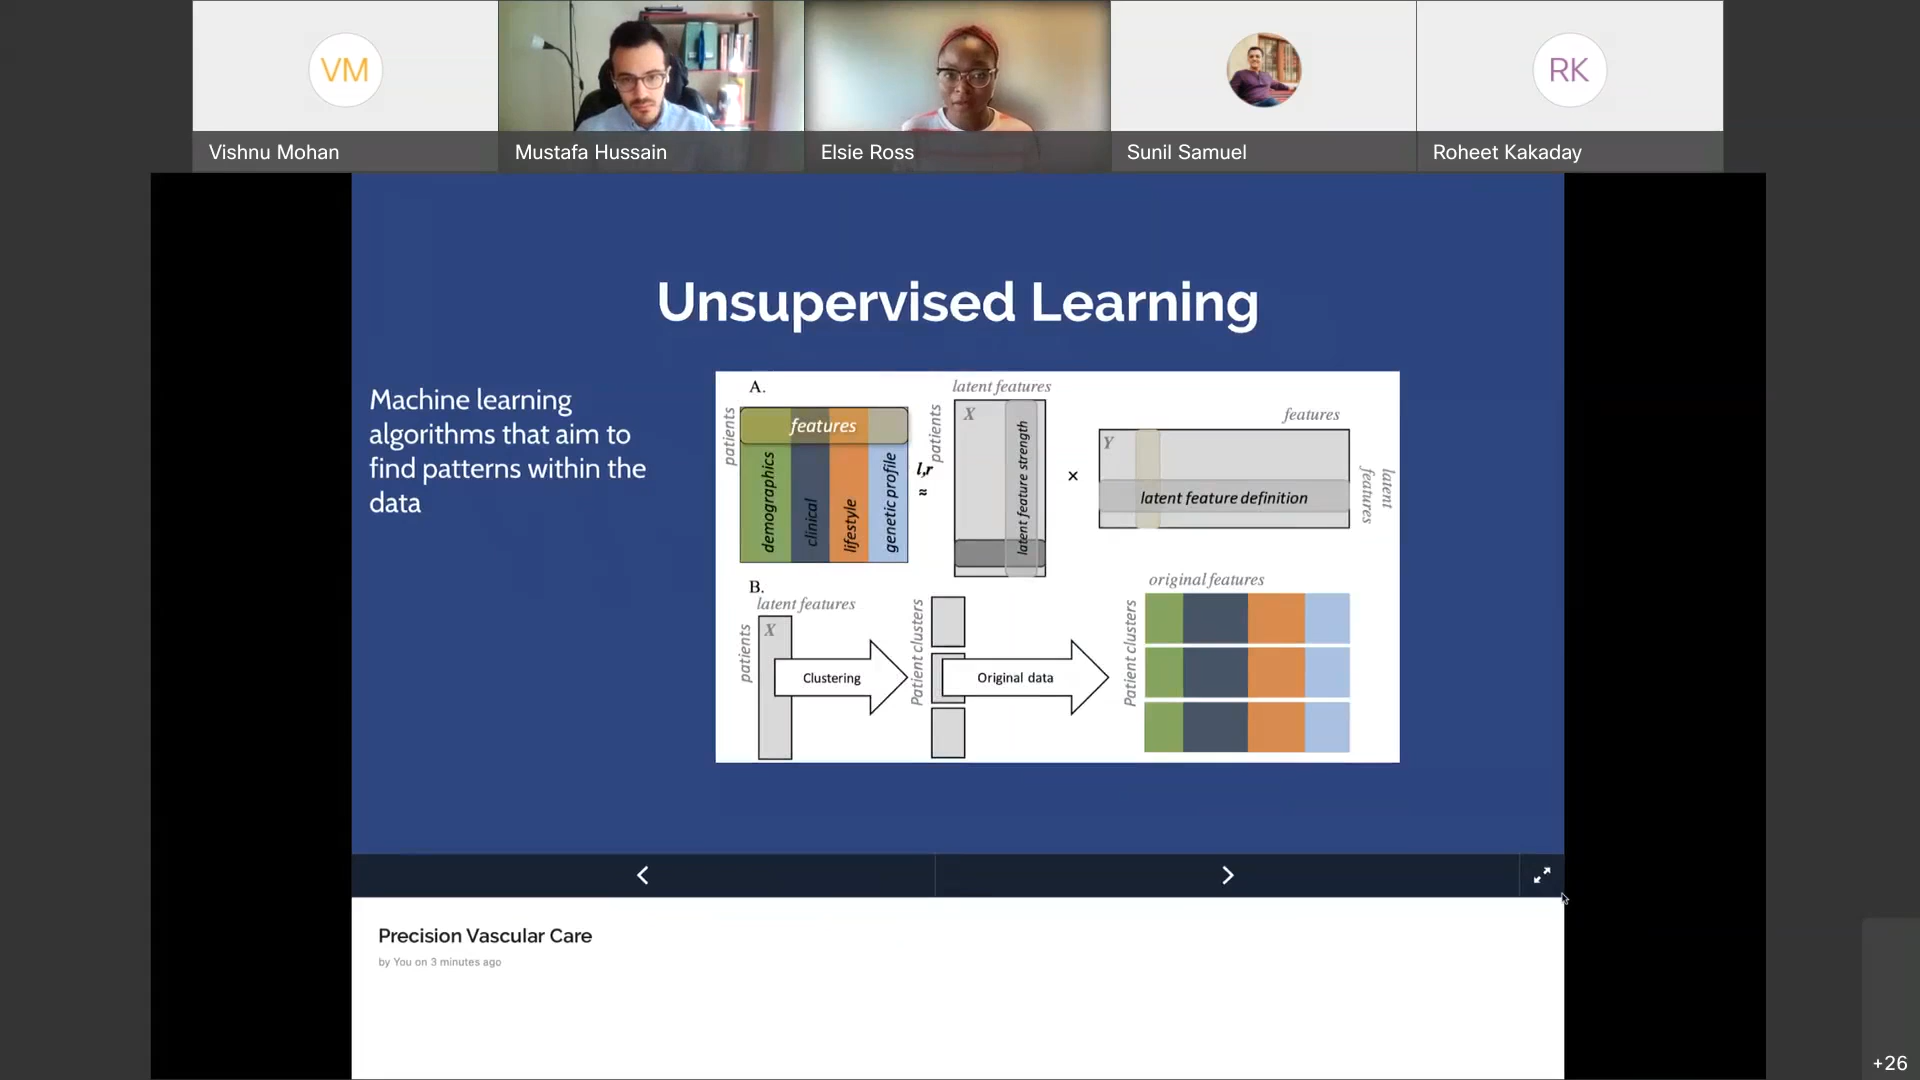 VM
RK
Vishnu Mohan
Mustafa Hussain
Elsie Ross
Sunil Samuel
Roheet Kakaday
Unsupervised Learning
Machine learning
algorithms that aim to
find patterns within the
data
A.
patients
features
demographics
clinical
lifestyle
genetic profile
l,r
≈
latent features
patients
X
latent feature strength
×
features
Y
latent feature definition
latent
features
B.
latent features
patients
X
Clustering
Patient clusters
Original data
original features
Patient clusters
Precision Vascular Care
by You on 3 minutes ago
+26